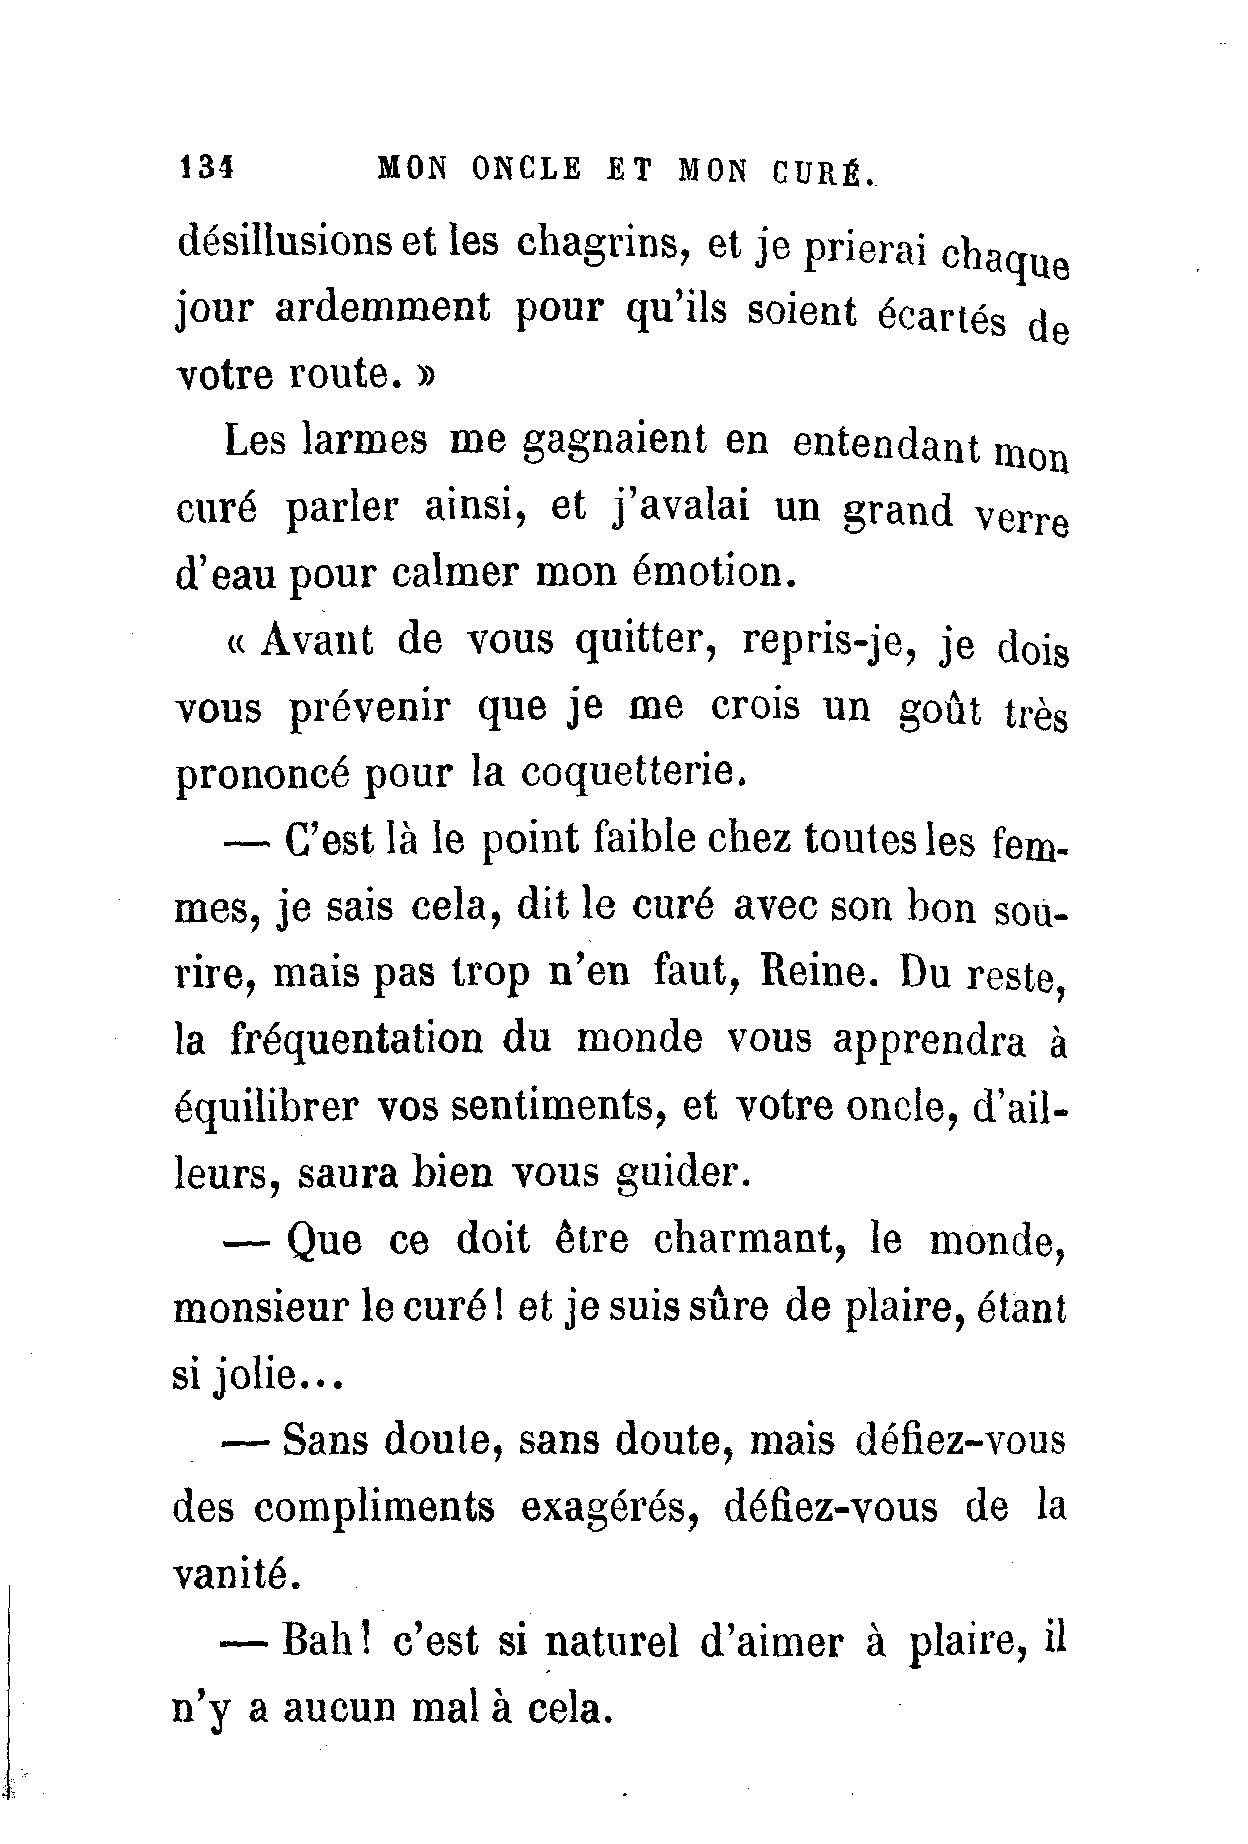 134 MON ONCLE ET MON CURÉ.
désillusions et les chagrins, et je prierai chaque
jour ardemment pour qu'ils soient écartés de
votre route. »
Les larmes me gagnaient en entendant mon
curé parler ainsi, et j'avalai un grand verre
d'eau pour calmer mon émotion.
« Avant de vous quitter, repris-je, je dois
vous prévenir que je me crois un goût très
prononcé pour la coquetterie.
— C'est là le point faible chez toutes les fem-
mes, je sais cela, dit le curé avec son bon sou-
rire, mais pas trop n'en faut, Reine. Du reste,
la fréquentation du monde vous apprendra à
équilibrer vos sentiments, et votre oncle, d'ail-
leurs, saura bien vous guider.
— Que ce doit être charmant, le monde,
monsieur le curé! et je suis sûre de plaire, étant
si jolie...
— Sans doute, sans doute, mais défiez-vous
des compliments exagérés, défiez-vous de la
vanité.
— Bah! c'est si naturel d'aimer à plaire, il
n'y a aucun mal à cela.